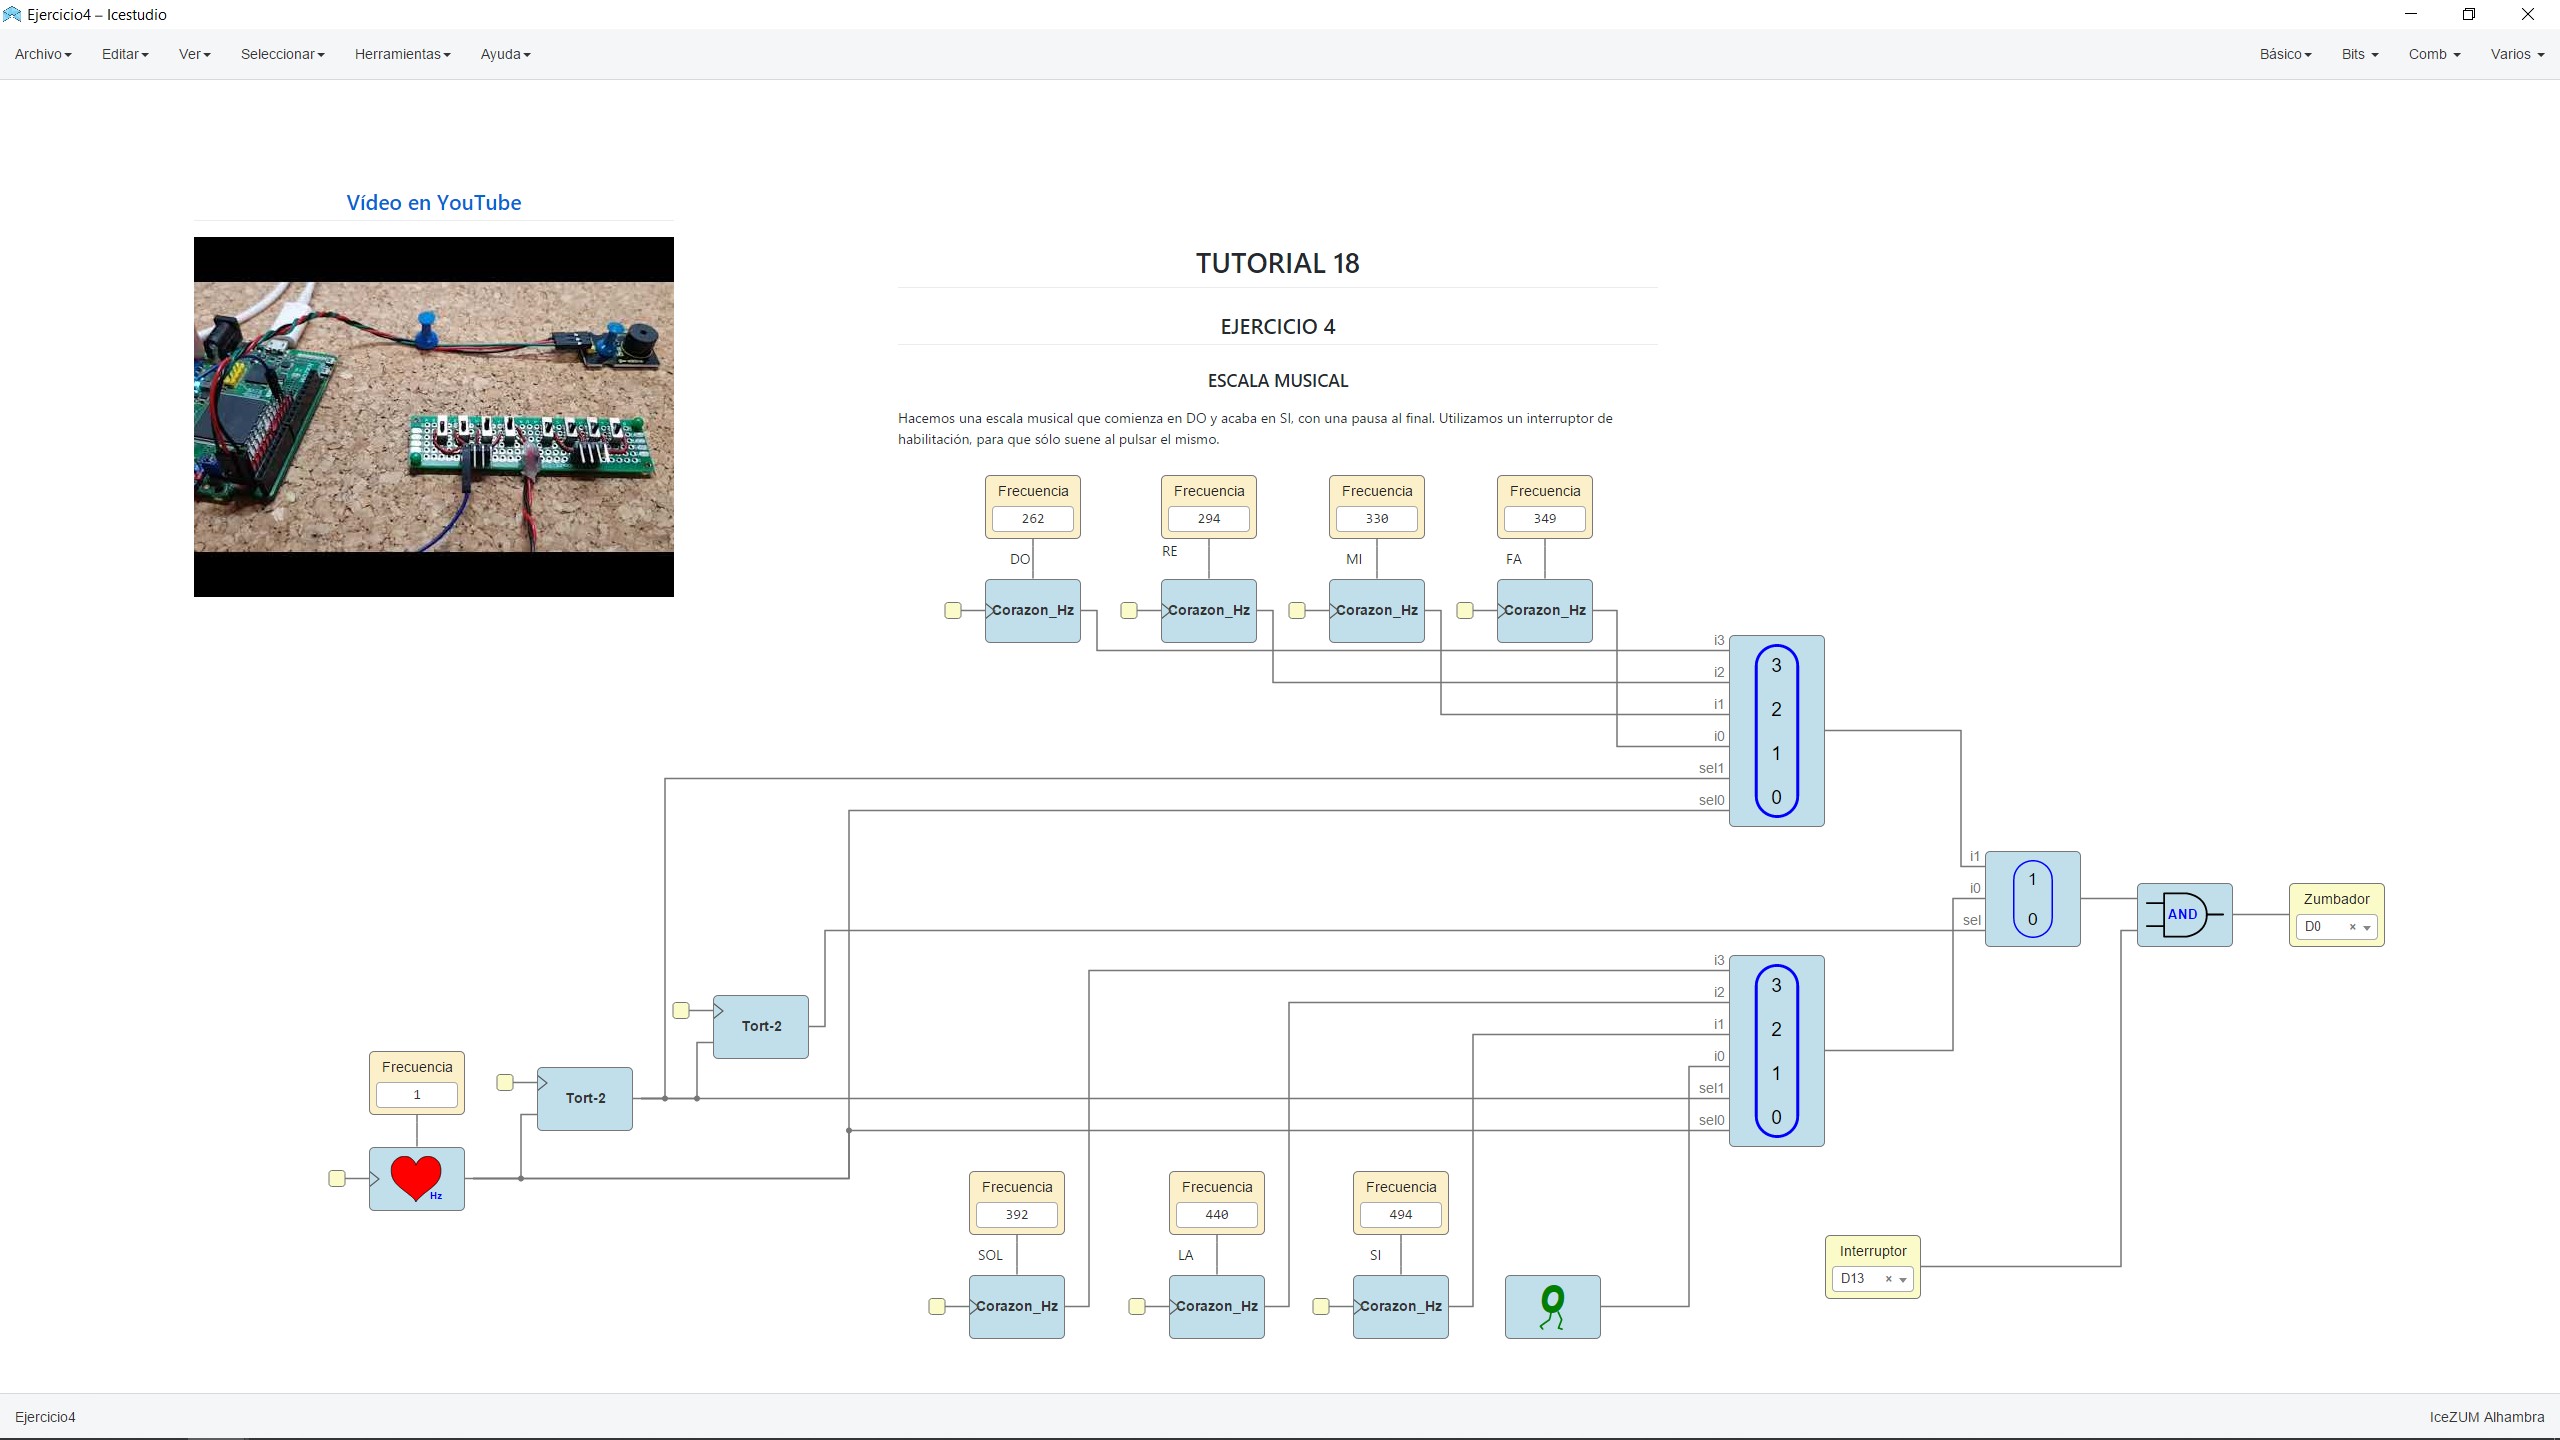 Ejercicio4 – Icestudio
Archivo Editar Ver Seleccionar Herramientas Ayuda Básico Bits Comb Varios
Vídeo en YouTube
TUTORIAL 18
EJERCICIO 4
ESCALA MUSICAL
Hacemos una escala musical que comienza en DO y acaba en SI, con una pausa al final. Utilizamos un interruptor de
habilitación, para que sólo suene al pulsar el mismo.
Frecuencia Frecuencia Frecuencia Frecuencia
262 294 330 349
DO RE MI FA
Corazon_Hz Corazon_Hz Corazon_Hz Corazon_Hz
i3
i2
i1
i0
sel1
sel0
3
2
1
0
i1
i0
sel
1
0
AND
Zumbador
D0 ×
i3
i2
i1
i0
sel1
sel0
3
2
1
0
Tort-2
Tort-2
Frecuencia
1
Hz
Frecuencia Frecuencia Frecuencia
392 440 494
SOL LA SI
Corazon_Hz Corazon_Hz Corazon_Hz
0
Interruptor
D13 ×
Ejercicio4 IceZUM Alhambra